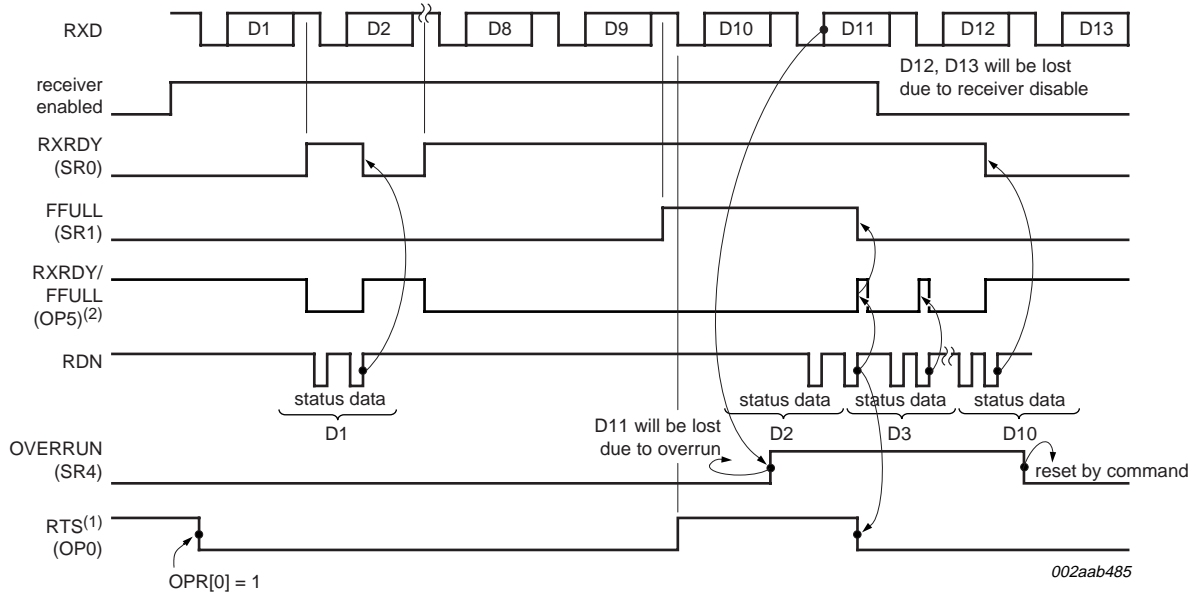 RXD
D1
D2
D8
D9
D10
D11
D12
D13
D12, D13 will be lost
due to receiver disable
receiver
enabled
RXRDY
(SR0)
FFULL
(SR1)
RXRDY/
FFULL
(OP5)(2)
RDN
status data
D1
status data
D2
status data
D3
status data
D10
D11 will be lost
due to overrun
OVERRUN
(SR4)
reset by command
RTS(1)
(OP0)
OPR[0] = 1
002aab485